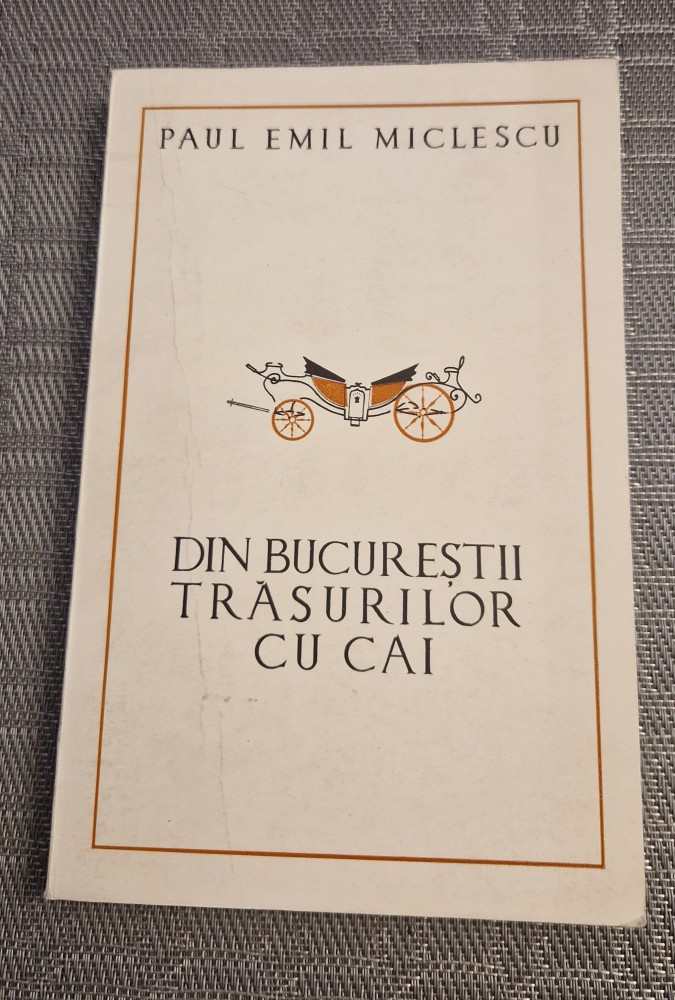 PAUL EMIL MICLESCU
DIN BUCUREȘTII
TRĂSURILOR
CU CAI